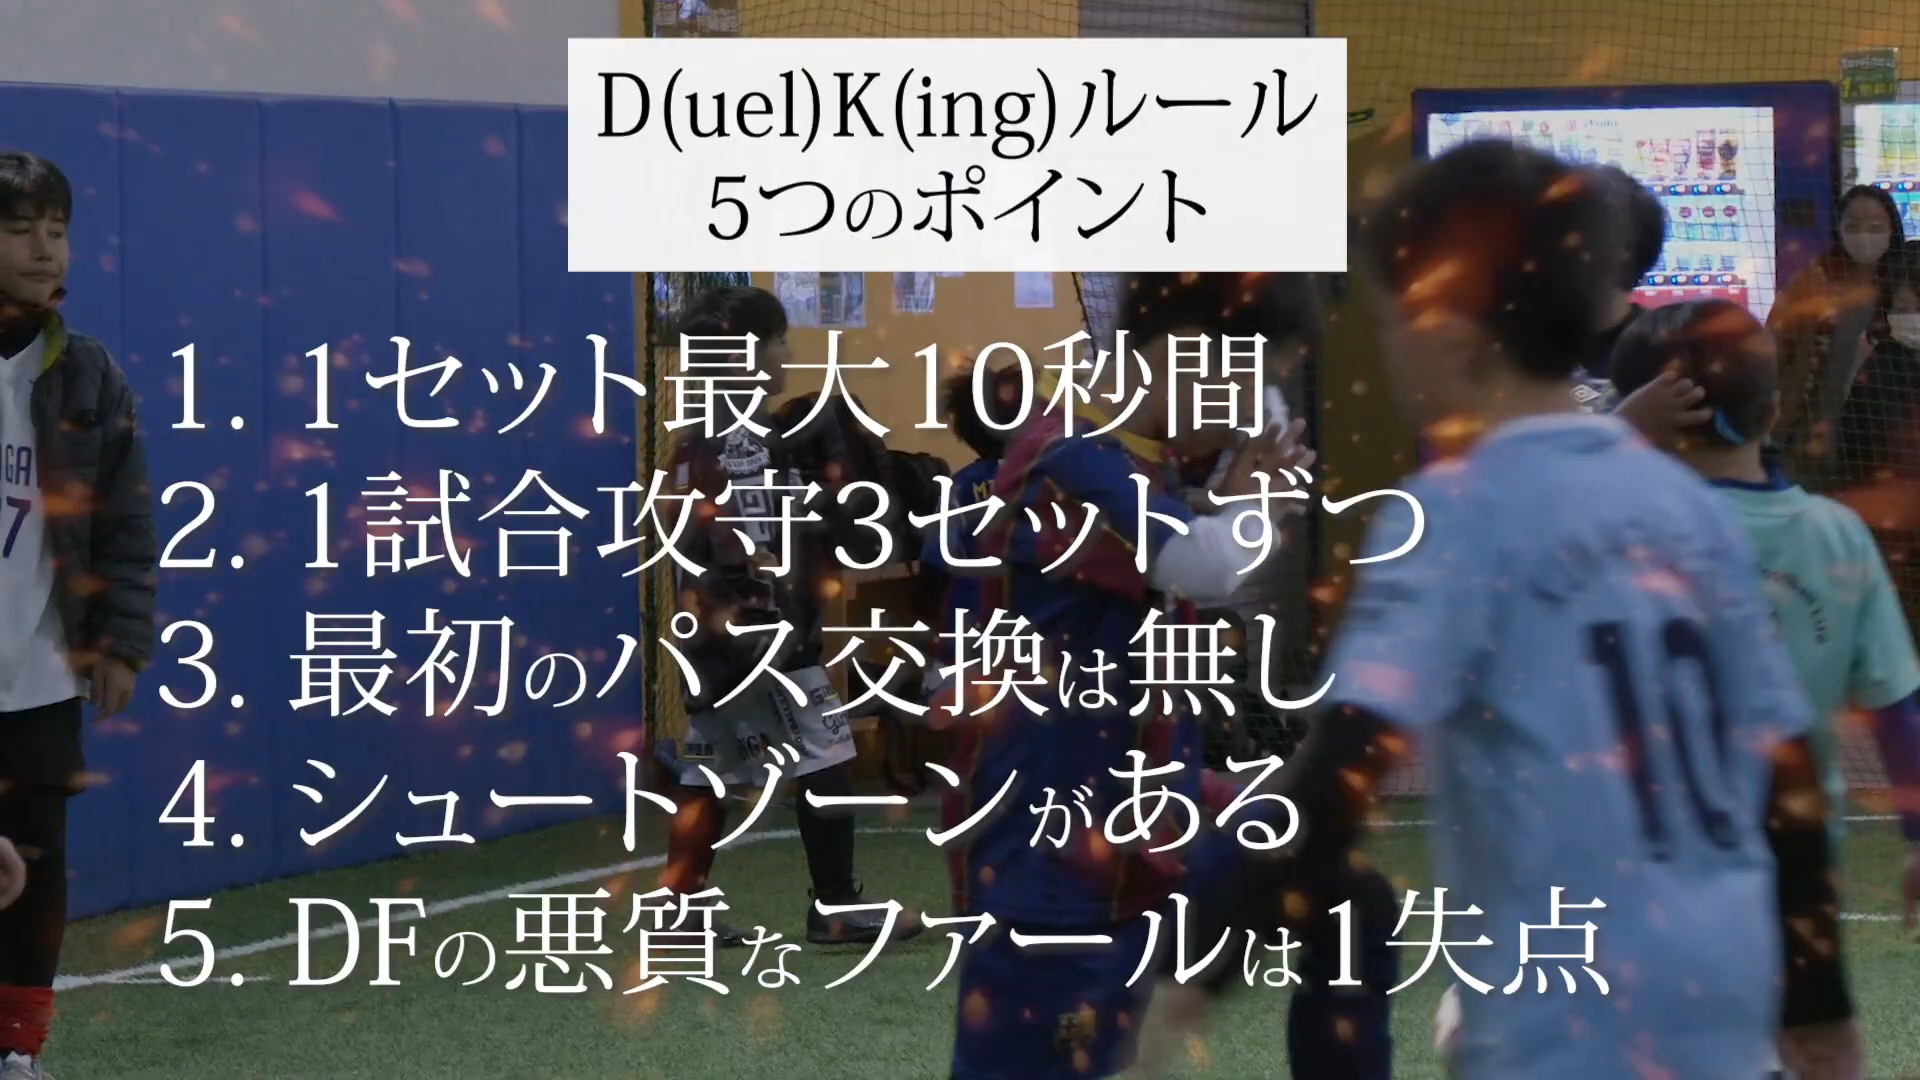 D(uel)K(ing)ルール
5つのポイント
1. 1セット最大10秒間
2. 1試合攻守3セットずつ
3. 最初のパス交換は無し
4. シュートゾーンがある
5. DFの悪質なファールは1失点
10